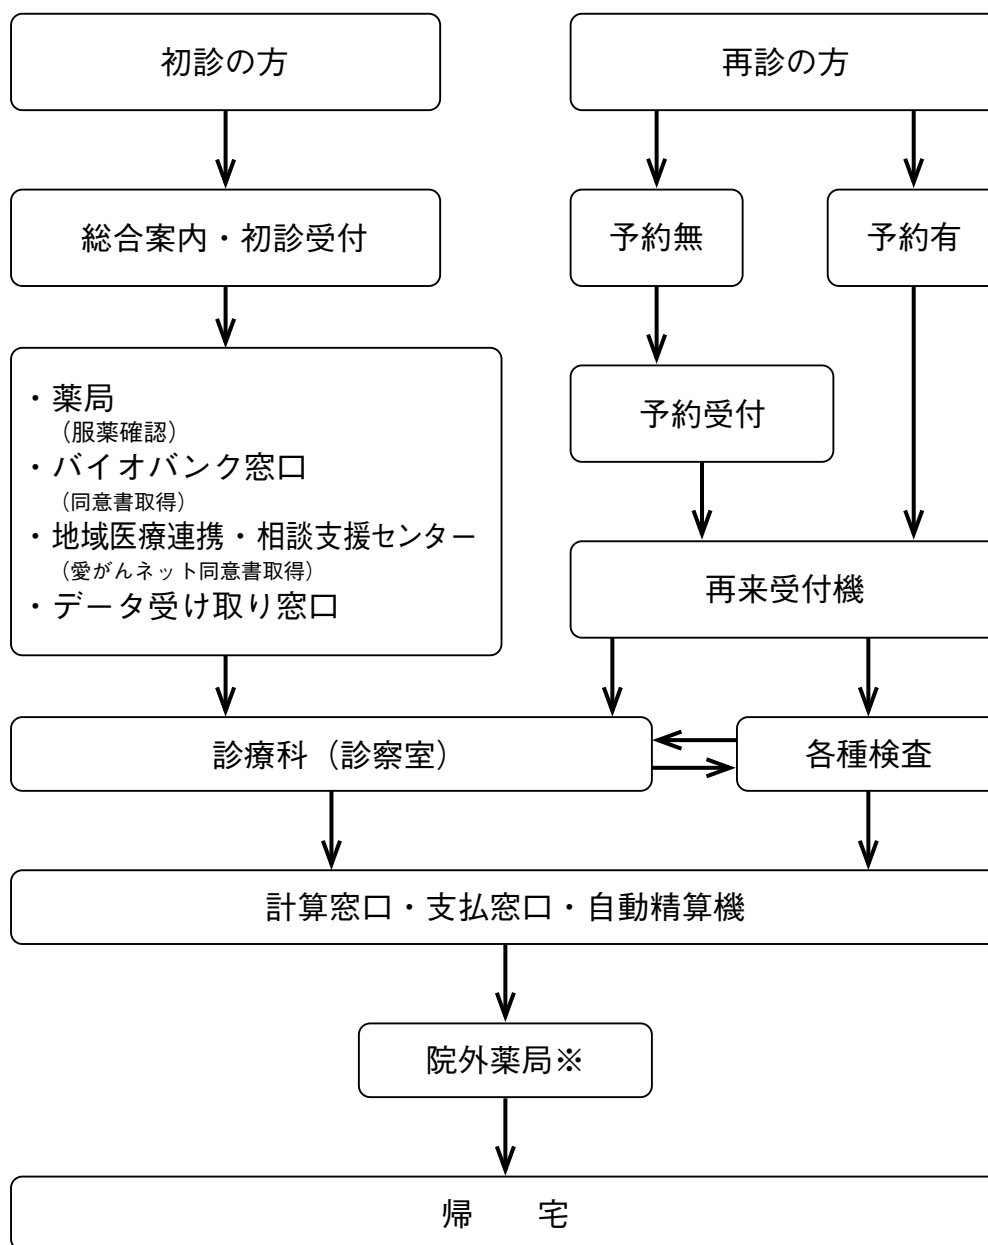 初診の方
再診の方
総合案内・初診受付
予約無
予約有
・薬局
（服薬確認）
・バイオバンク窓口
（同意書取得）
・地域医療連携・相談支援センター
（愛がんネット同意書取得）
・データ受け取り窓口
予約受付
再来受付機
診療科（診察室）
各種検査
計算窓口・支払窓口・自動精算機
院外薬局※
帰　　宅